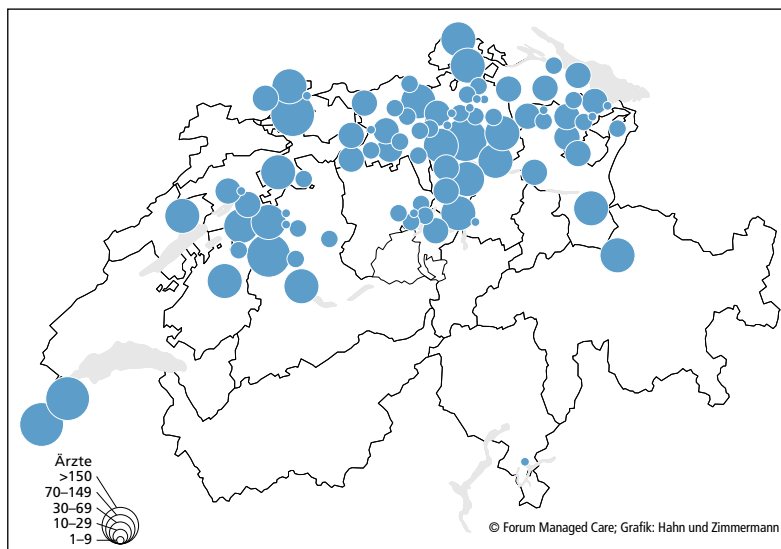 Ärzte
>150
70–149
30–69
10–29
1–9
© Forum Managed Care; Grafik: Hahn und Zimmermann